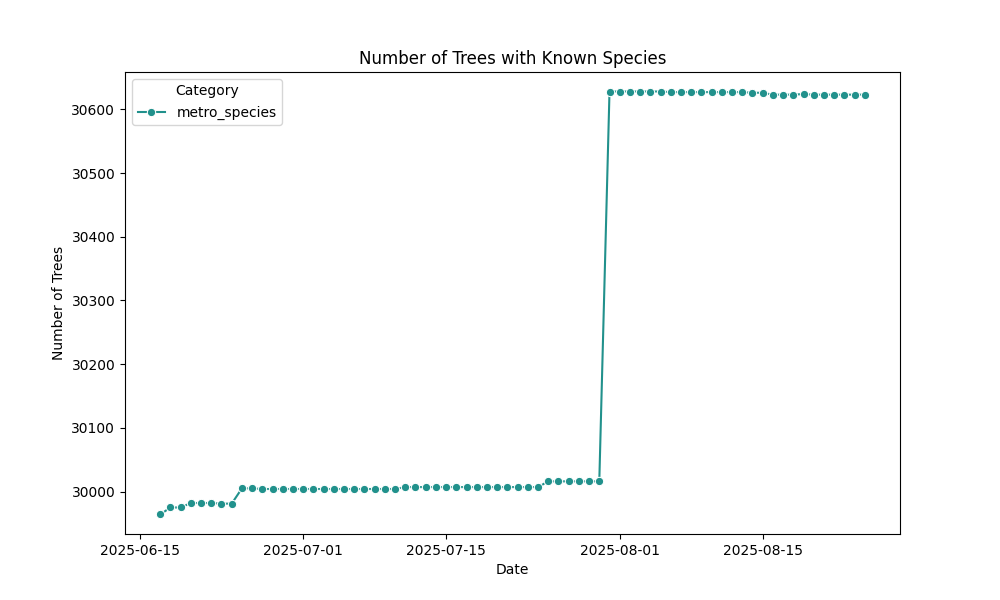 Number of Trees with Known Species
Category
metro_species
30600
30500
30400
30300
30200
30100
30000
Number of Trees
2025-06-15
2025-07-01
2025-07-15
2025-08-01
2025-08-15
Date